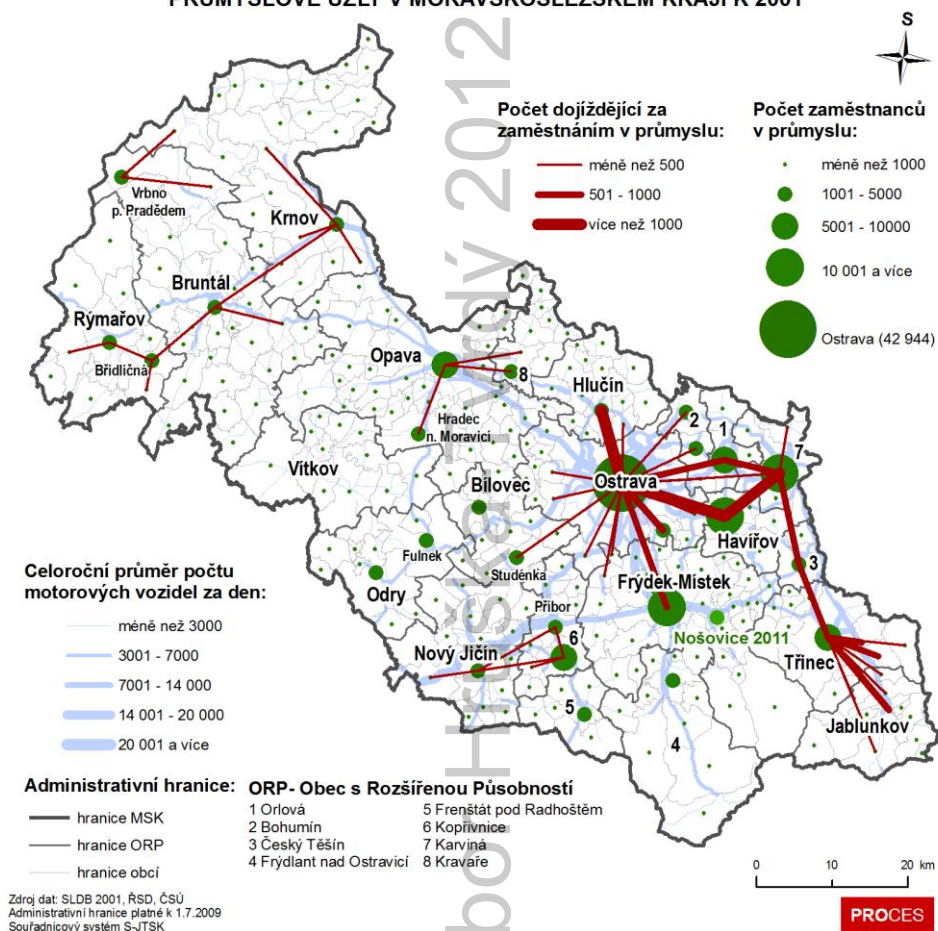 PRŮMYSLOVÉ UZLY V MORAVSKOSLEZSKÉM KRAJI K 2001
S
Počet dojíždějící za
zaměstnáním v průmyslu:
méně než 500
501 - 1000
více než 1000
Počet zaměstnanců
v průmyslu:
méně než 1000
1001 - 5000
5001 - 10000
10 001 a více
Ostrava (42 944)
Vrbno
p. Pradědem
Krnov
Bruntál
Rýmařov
Břidličná
Opava
8
Hlučín
Hradec
n. Moravicí
2
1
7
Vítkov
Ostrava
Bílovec
Havířov
Fulnek
Studénka
3
Odry
Frýdek-Místek
Příbor
Nošovice 2011
6
Nový Jičín
Třinec
5
4
Jablunkov
Celoroční průměr počtu
motorových vozidel za den:
méně než 3000
3001 - 7000
7001 - 14 000
14 001 - 20 000
20 001 a více
Administrativní hranice:
hranice MSK
hranice ORP
hranice obcí
ORP- Obec s Rozšířenou Působností
1 Orlová
2 Bohumín
3 Český Těšín
4 Frýdlant nad Ostravicí
5 Frenštát pod Radhoštěm
6 Kopřivnice
7 Karviná
8 Kravaře
0 10 20 km
Zdroj dat: SLDB 2001, ŘSD, ČSÚ
Administrativní hranice platné k 1.7.2009
Souřadnicový systém S-JTSK
PROCES
bor Hruška Tvrdý 2012